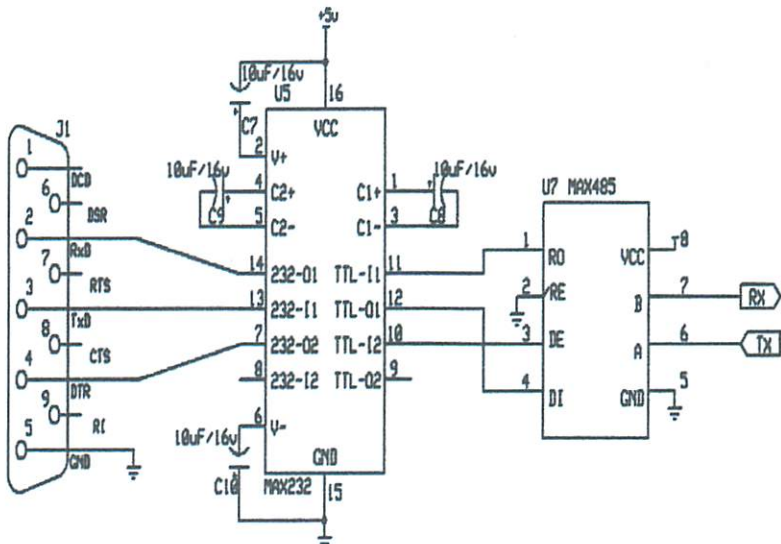 +5v
10uF/16v
U5
16
C7
VCC
2
V+
J1
1
DCD
6
DSR
2
RxD
7
RTS
3
TxD
8
CTS
4
DTR
9
RI
5
GND
10uF/16v
4
C2+
5
C2-
C9
C1+
1
C1-
3
10uF/16v
C8
14
232-O1
TTL-I1
11
13
232-I1
TTL-O1
12
7
232-O2
TTL-I2
10
8
232-I2
TTL-O2
9
6
V-
10uF/16v
C10
GND
MAX232
15
U7 MAX485
1
RO
VCC
8
2
RE
B
7
RX
3
DE
A
6
TX
4
DI
GND
5